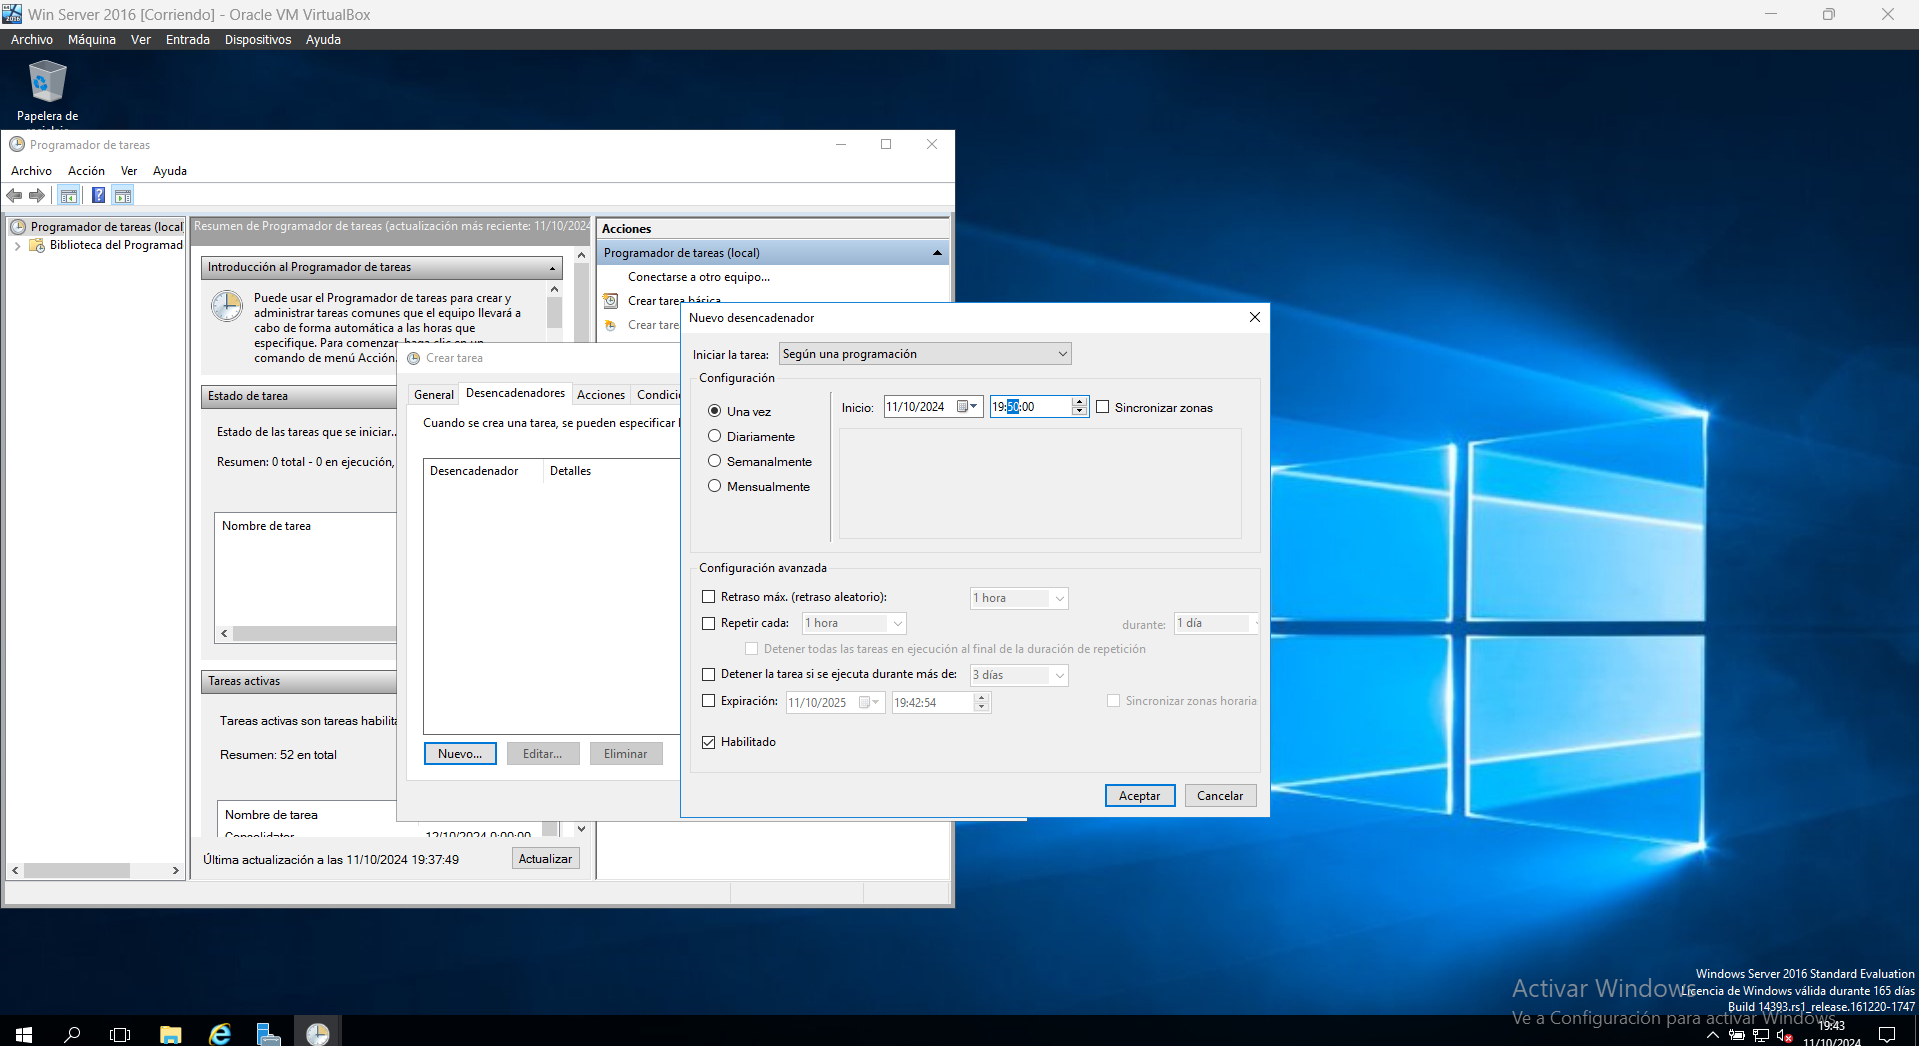 Win Server 2016 [Corriendo] - Oracle VM VirtualBox
Archivo Máquina Ver Entrada Dispositivos Ayuda
Papelera de
Programador de tareas
Archivo Acción Ver Ayuda
Programador de tareas (local
Biblioteca del Programad
Resumen de Programador de tareas (actualización más reciente: 11/10/2024
Introducción al Programador de tareas
Puede usar el Programador de tareas para crear y
administrar tareas comunes que el equipo llevará a
cabo de forma automática a las horas que
especifique. Para comenzar, haga clic en un
comando de menú Acción.
Estado de tarea
Estado de las tareas que se iniciar...
Resumen: 0 total - 0 en ejecución,
Nombre de tarea
Tareas activas
Tareas activas son tareas habilita
Resumen: 52 en total
Nombre de tarea
Consolidator 12/10/2024 0:00:00
Última actualización a las 11/10/2024 19:37:49
Actualizar
Acciones
Programador de tareas (local)
Conectarse a otro equipo...
Crear tarea básica...
Crear tare
Crear tarea
General Desencadenadores Acciones Condicio
Cuando se crea una tarea, se pueden especificar l
Desencadenador Detalles
Nuevo... Editar... Eliminar
Nuevo desencadenador
Iniciar la tarea: Según una programación
Configuración
Una vez
Diariamente
Semanalmente
Mensualmente
Inicio: 11/10/2024 19:50:00 Sincronizar zonas
Configuración avanzada
Retraso máx. (retraso aleatorio): 1 hora
Repetir cada: 1 hora durante: 1 día
Detener todas las tareas en ejecución al final de la duración de repetición
Detener la tarea si se ejecuta durante más de: 3 días
Expiración: 11/10/2025 19:42:54 Sincronizar zonas horaria
Habilitado
Aceptar Cancelar
Windows Server 2016 Standard Evaluation
Licencia de Windows válida durante 165 días
Build 14393.rs1_release.161220-1747
Activar Windows
Ve a Configuración para activar Windows.
19:43
11/10/2024